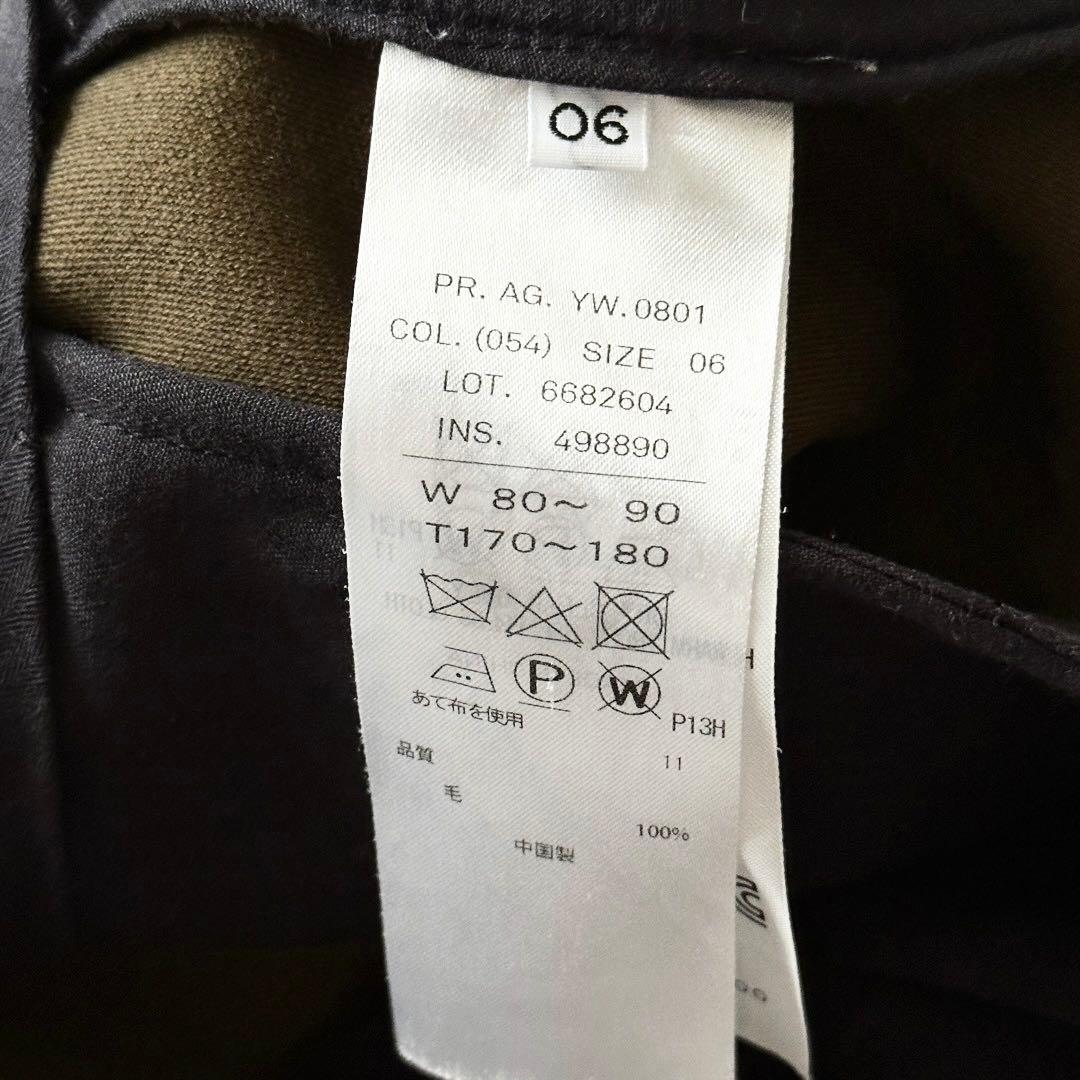 06
PR. AG. YW.0801
COL. (054) SIZE 06
LOT. 6682604
INS. 498890
W 80～ 90
T170～180
P W
あて布を使用 P13H
品質 11
毛
100%
中国製